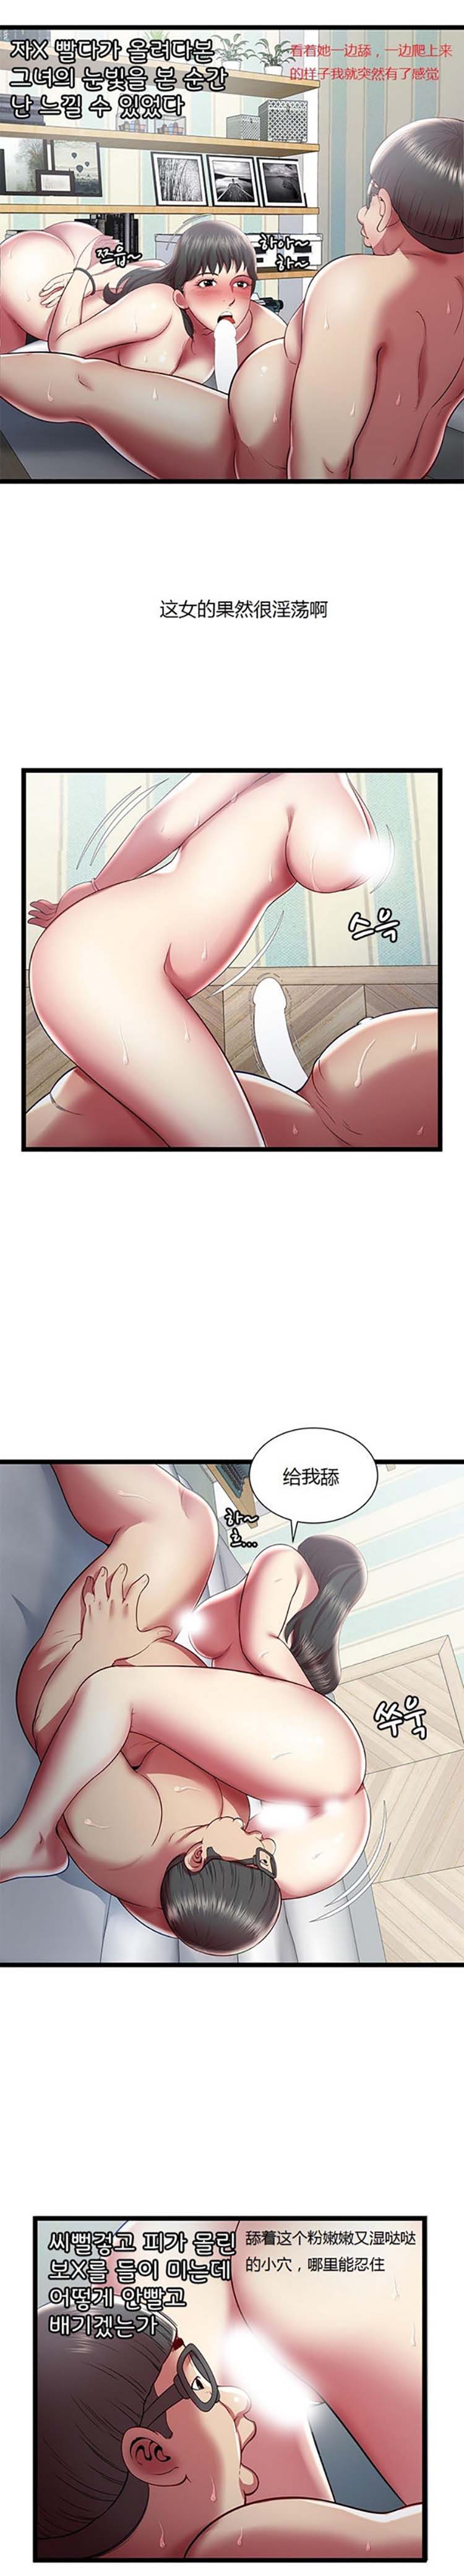 자X 빨다가 올려다본
그녀의 눈빛을 본 순간
난 느낄 수 있었다
看着她一边舔，一边爬上来
的样子我就突然有了感觉
쯔웁~
하아~
하~
这女的果然很淫荡啊
스윽
给我舔
하~
흐...
쑤욱
씨뻘겋고 피가 몰린
보X를 들이 미는데
어떻게 안빨고
배기겠는가
舔着这个粉嫩嫩又湿哒哒
的小穴，哪里能忍住